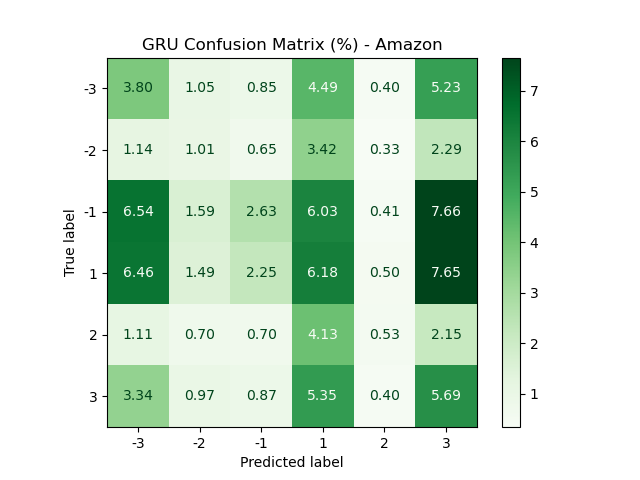 GRU Confusion Matrix (%) - Amazon
-3 3.80 1.05 0.85 4.49 0.40 5.23
-2 1.14 1.01 0.65 3.42 0.33 2.29
-1 6.54 1.59 2.63 6.03 0.41 7.66
1 6.46 1.49 2.25 6.18 0.50 7.65
2 1.11 0.70 0.70 4.13 0.53 2.15
3 3.34 0.97 0.87 5.35 0.40 5.69
-3 -2 -1 1 2 3
Predicted label
True label
7
6
5
4
3
2
1